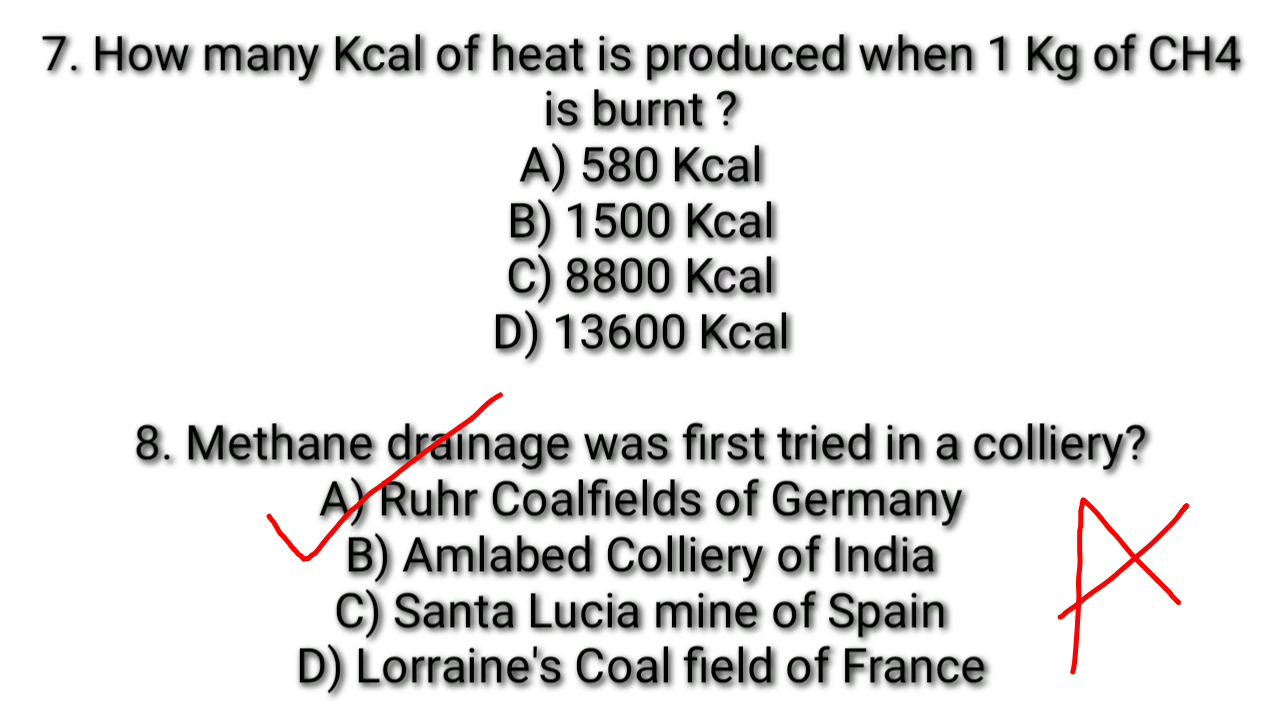 7. How many Kcal of heat is produced when 1 Kg of CH4
is burnt ?
A) 580 Kcal
B) 1500 Kcal
C) 8800 Kcal
D) 13600 Kcal
8. Methane drainage was first tried in a colliery?
A) Ruhr Coalfields of Germany
B) Amlabed Colliery of India
C) Santa Lucia mine of Spain
D) Lorraine's Coal field of France
A